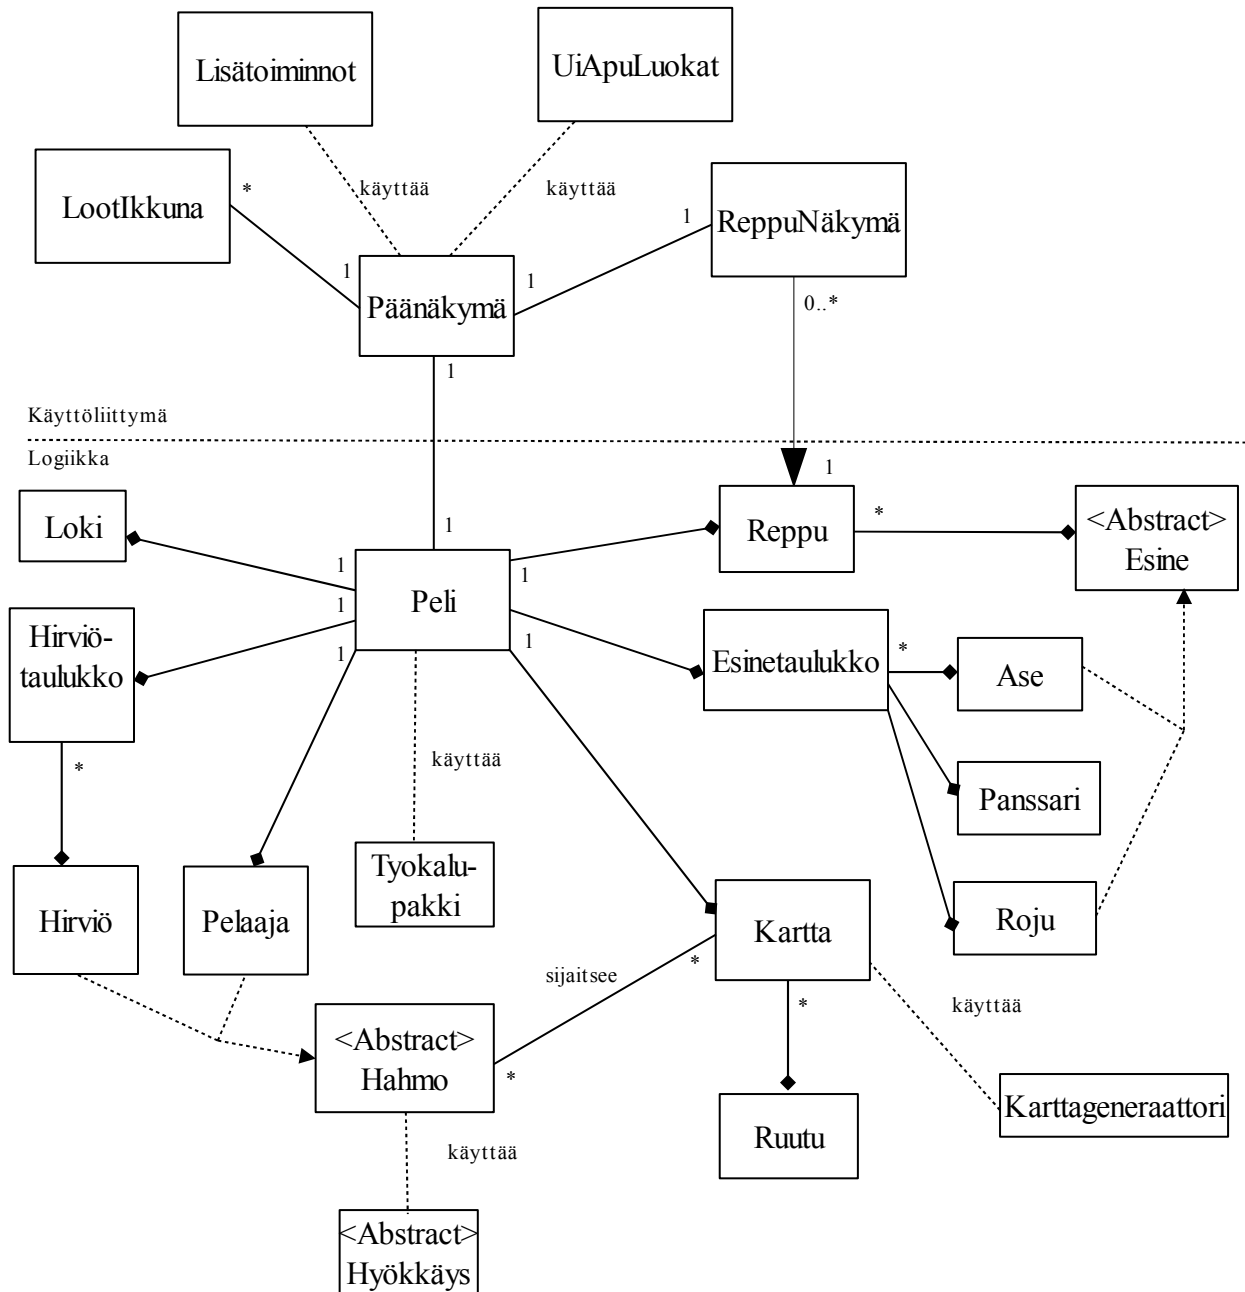 Lisätoiminnot
UiApuLuokat
LootIkkuna
*
käyttää
käyttää
1
ReppuNäkymä
1
1
Päänäkymä
0..*
1
Käyttöliittymä
Logiikka
1
Loki
1
Reppu
*
<Abstract>
Esine
1
1
Peli
1
1
1
Hirviö-
taulukko
Esinetaulukko
*
Ase
*
käyttää
Panssari
Hirviö
Pelaaja
Tyokalu-
pakki
Kartta
Roju
sijaitsee
*
*
käyttää
<Abstract>
Hahmo
*
Ruutu
Karttageneraattori
käyttää
<Abstract>
Hyökkäys